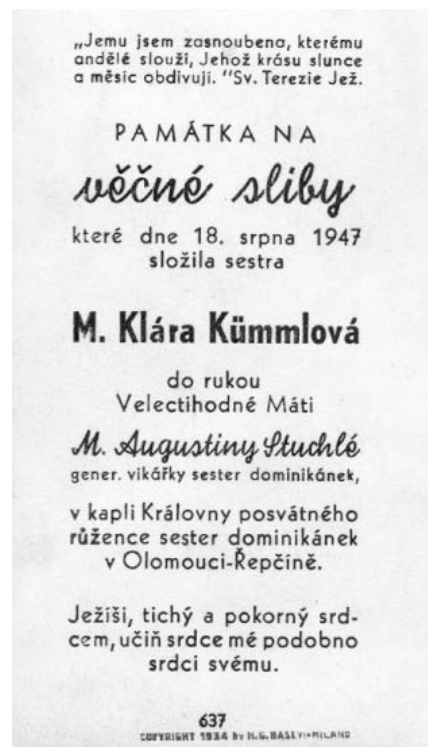 „Jemu jsem zasnoubena, kterému
andělé slouží, Jehož krásu slunce
a měsíc obdivují. "Sv. Terezie Jež.
PAMÁTKA NA
věčné sliby
které dne 18. srpna 1947
složila sestra
M. Klára Kümmlová
do rukou
Velectihodné Máti
M. Augustiny Stuchlé
gener. vikářky sester dominikánek,
v kapli Královny posvátného
růžence sester dominikánek
v Olomouci-Řepčíně.
Ježíši, tichý a pokorný srd-
cem, učiň srdce mé podobno
srdci svému.
637
COPYRIGHT 1934 BY N.G. BASEVI-MILANO